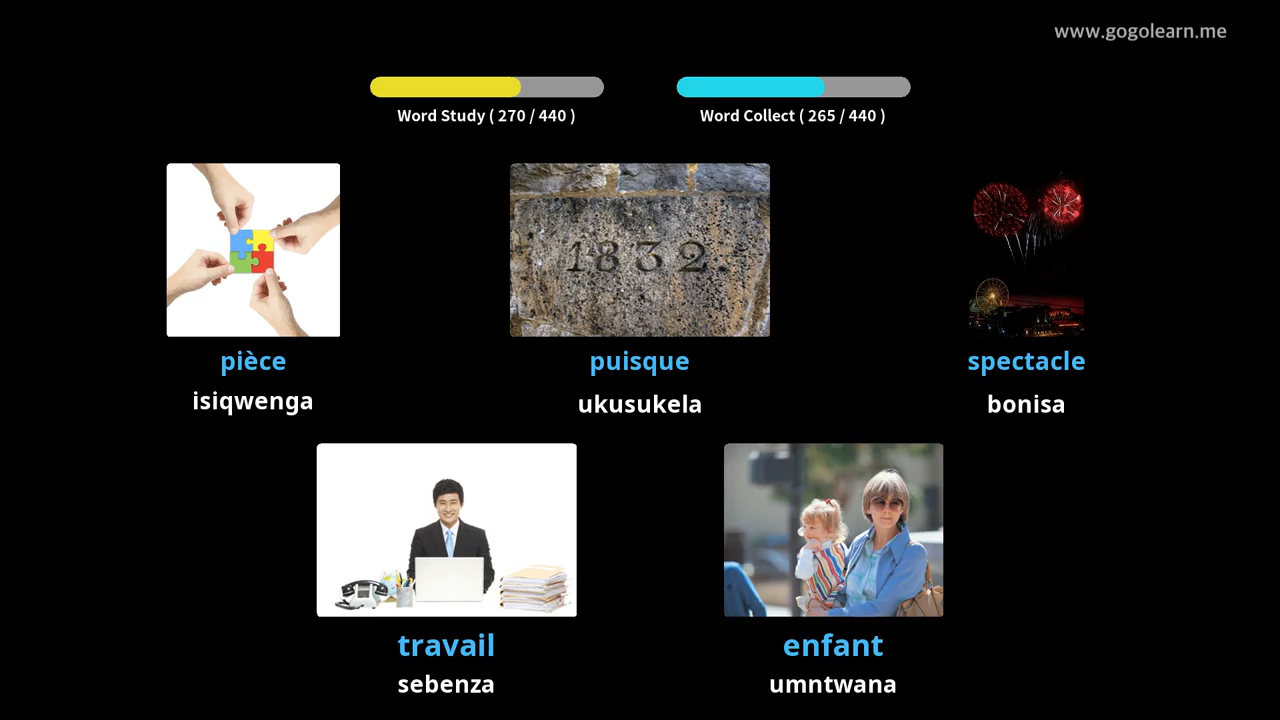 www.gogolearn.me
Word Study ( 270 / 440 )
Word Collect ( 265 / 440 )
1832.
pièce
isiqwenga
puisque
ukusukela
spectacle
bonisa
travail
sebenza
enfant
umntwana